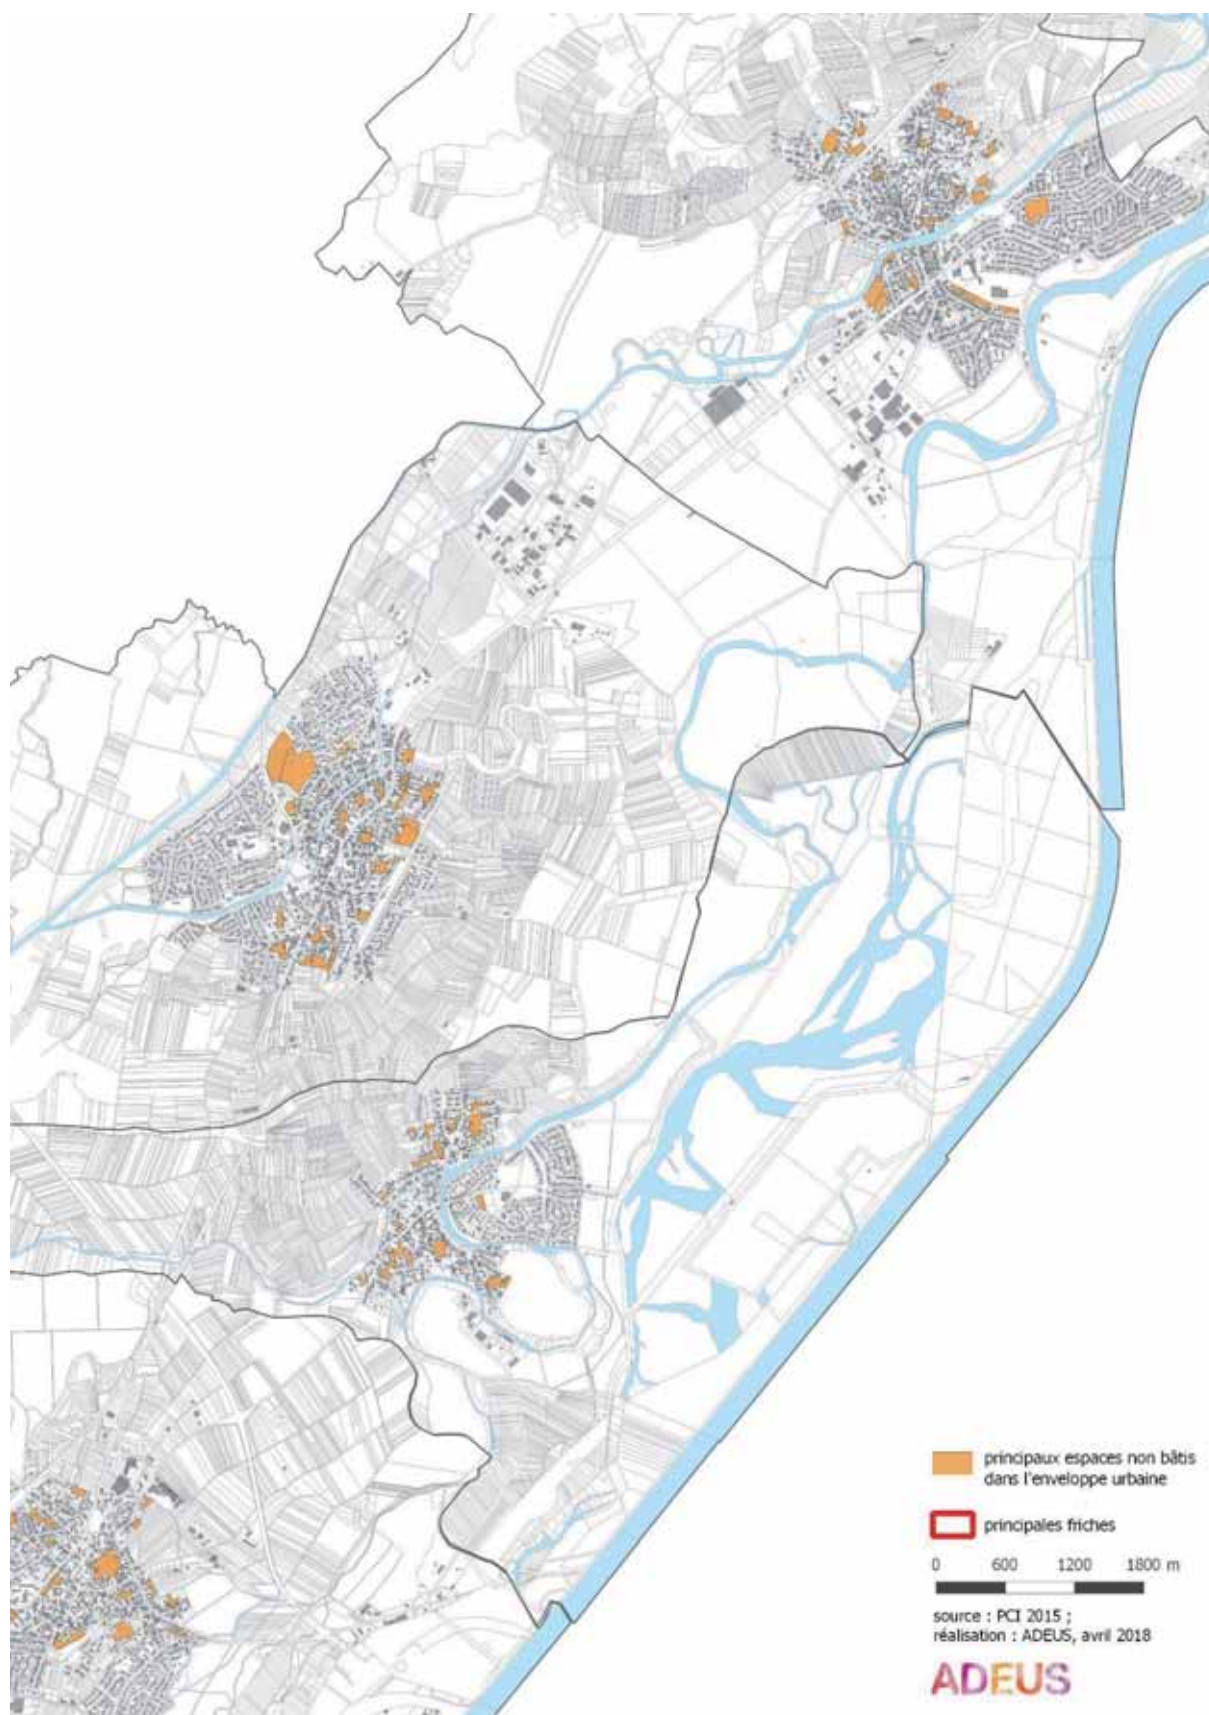 principaux espaces non bâtis
dans l'enveloppe urbaine
principales friches
0 600 1200 1800 m
source : PCI 2015 ;
réalisation : ADEUS, avril 2018
ADEUS